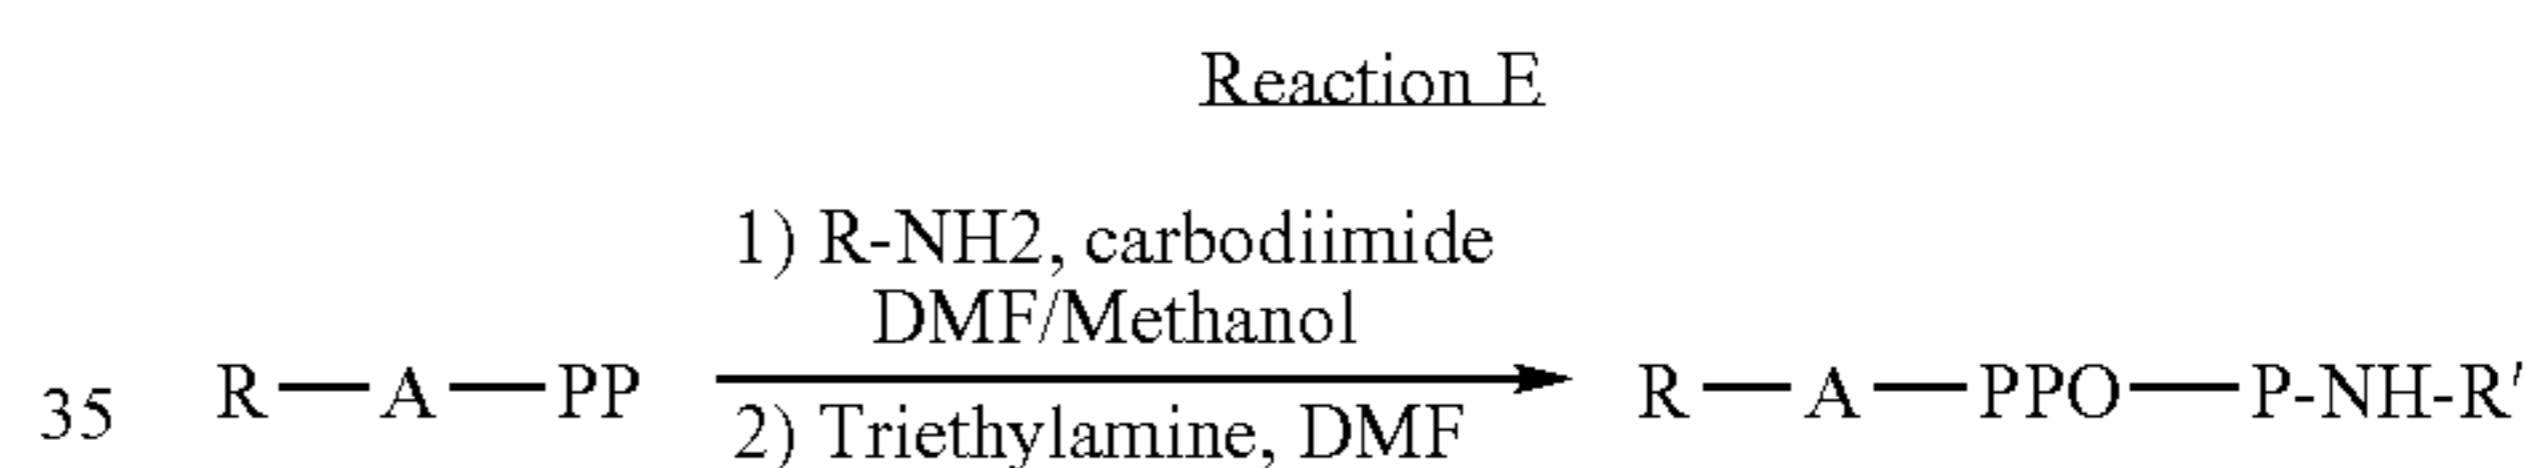 Reaction E
1) R-NH2, carbodiimide
DMF/Methanol
35 R—A—PP R—A—PPO—P-NH-R′
2) Triethylamine, DMF